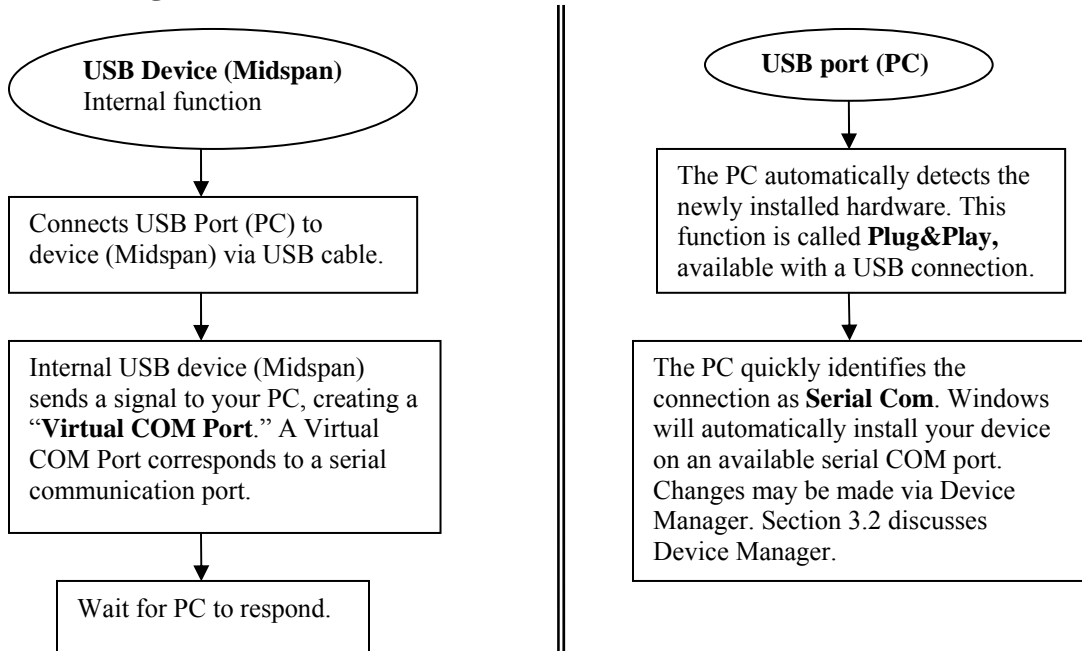 USB Device (Midspan)
Internal function
Connects USB Port (PC) to
device (Midspan) via USB cable.
Internal USB device (Midspan)
sends a signal to your PC, creating a
“Virtual COM Port.” A Virtual
COM Port corresponds to a serial
communication port.
Wait for PC to respond.
USB port (PC)
The PC automatically detects the
newly installed hardware. This
function is called Plug&Play,
available with a USB connection.
The PC quickly identifies the
connection as Serial Com. Windows
will automatically install your device
on an available serial COM port.
Changes may be made via Device
Manager. Section 3.2 discusses
Device Manager.